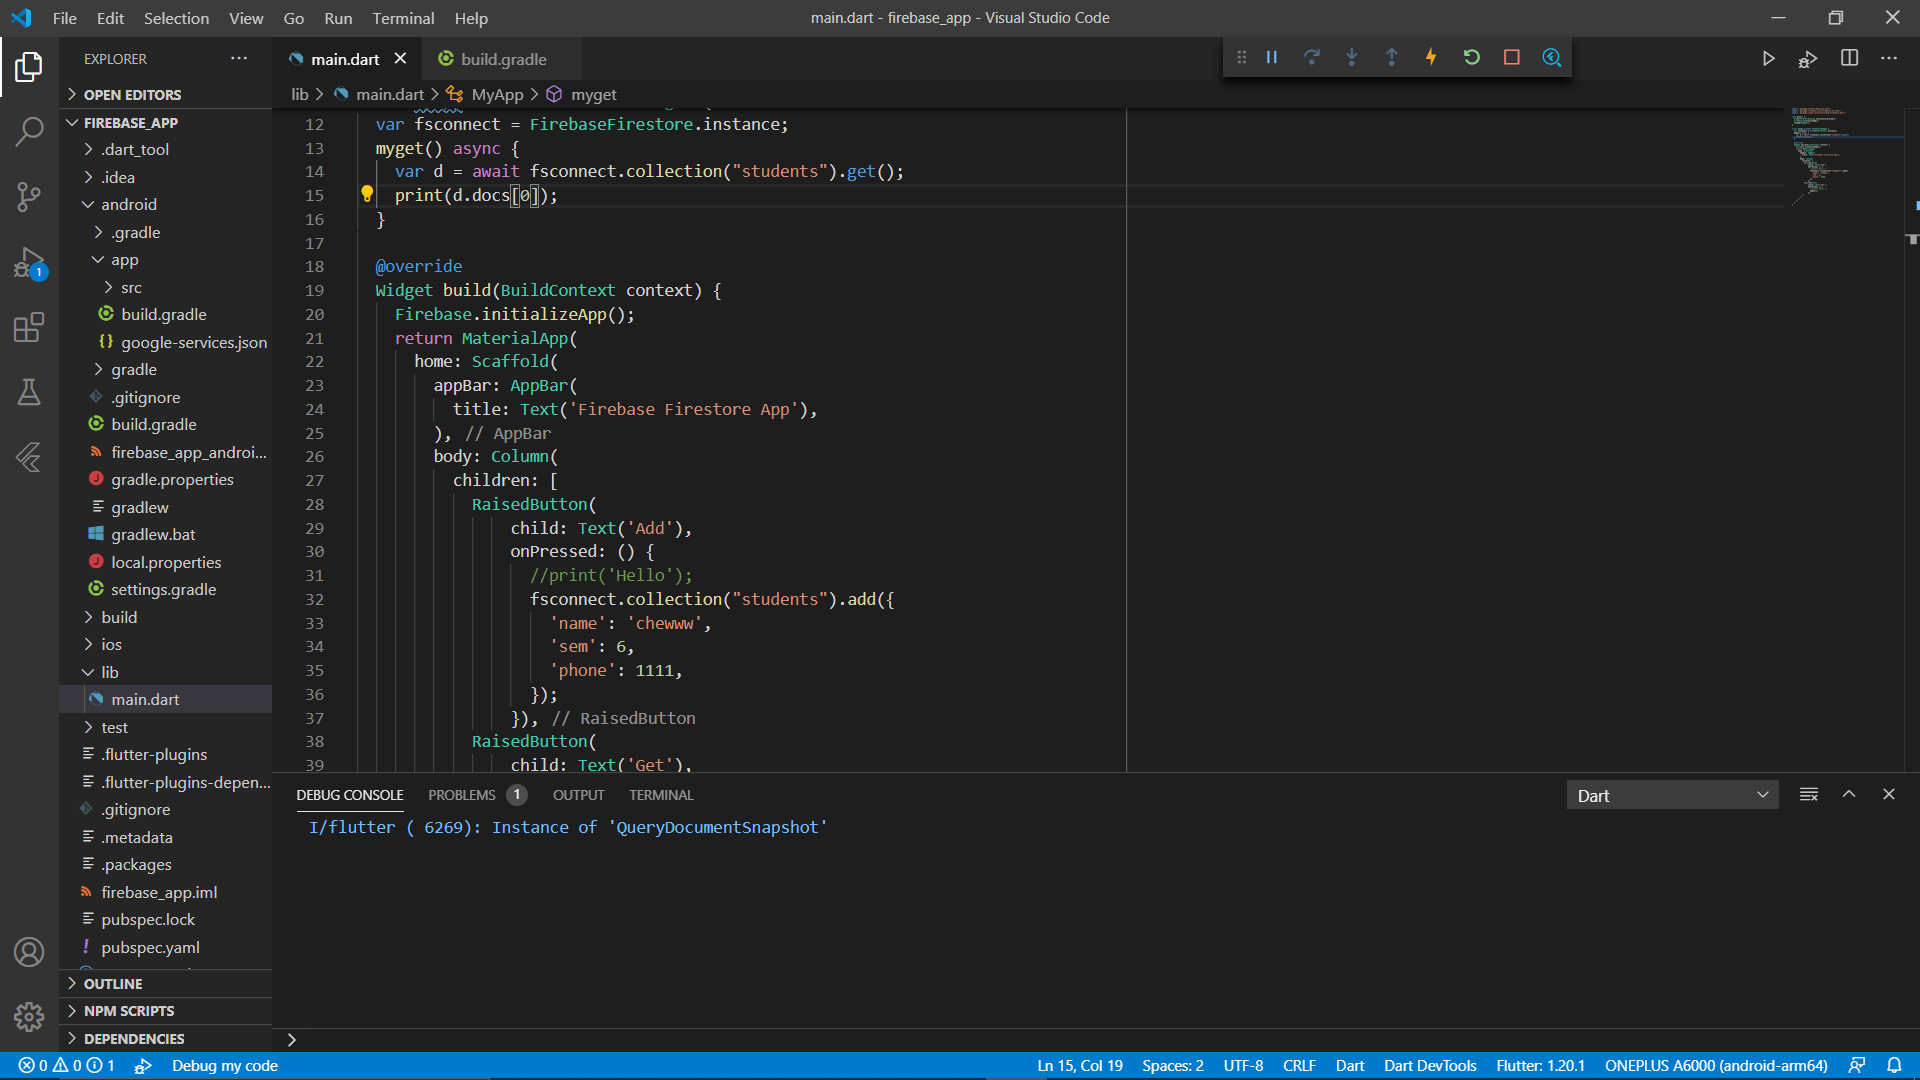 File Edit Selection View Go Run Terminal Help
main.dart - firebase_app - Visual Studio Code
EXPLORER
OPEN EDITORS
FIREBASE_APP
.dart_tool
.idea
android
.gradle
app
src
build.gradle
google-services.json
gradle
.gitignore
build.gradle
firebase_app_androi...
gradle.properties
gradlew
gradlew.bat
local.properties
settings.gradle
build
ios
lib
main.dart
test
.flutter-plugins
.flutter-plugins-depen...
.gitignore
.metadata
.packages
firebase_app.iml
pubspec.lock
pubspec.yaml
OUTLINE
NPM SCRIPTS
DEPENDENCIES
1
main.dart
build.gradle
lib > main.dart > MyApp > myget
12 var fsconnect = FirebaseFirestore.instance;
13 myget() async {
14 var d = await fsconnect.collection("students").get();
15 print(d.docs[0]);
16 }
17
18 @override
19 Widget build(BuildContext context) {
20 Firebase.initializeApp();
21 return MaterialApp(
22 home: Scaffold(
23 appBar: AppBar(
24 title: Text('Firebase Firestore App'),
25 ), // AppBar
26 body: Column(
27 children: [
28 RaisedButton(
29 child: Text('Add'),
30 onPressed: () {
31 //print('Hello');
32 fsconnect.collection("students").add({
33 'name': 'chewww',
34 'sem': 6,
35 'phone': 1111,
36 });
37 }), // RaisedButton
38 RaisedButton(
39 child: Text('Get'),
DEBUG CONSOLE PROBLEMS 1 OUTPUT TERMINAL
Dart
I/flutter ( 6269): Instance of 'QueryDocumentSnapshot'
0 0 1 Debug my code
Ln 15, Col 19 Spaces: 2 UTF-8 CRLF Dart Dart DevTools Flutter: 1.20.1 ONEPLUS A6000 (android-arm64)